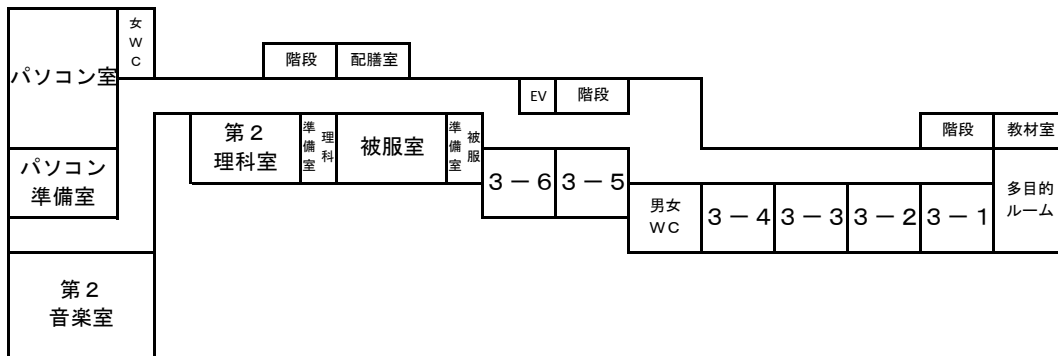 女WC
パソコン室
階段
配膳室
EV
階段
第２
理科室
理科
準備室
被服室
被服
準備室
階段
教材室
パソコン
準備室
３－６
３－５
多目的
ルーム
男女
WC
３－４
３－３
３－２
３－１
第２
音楽室